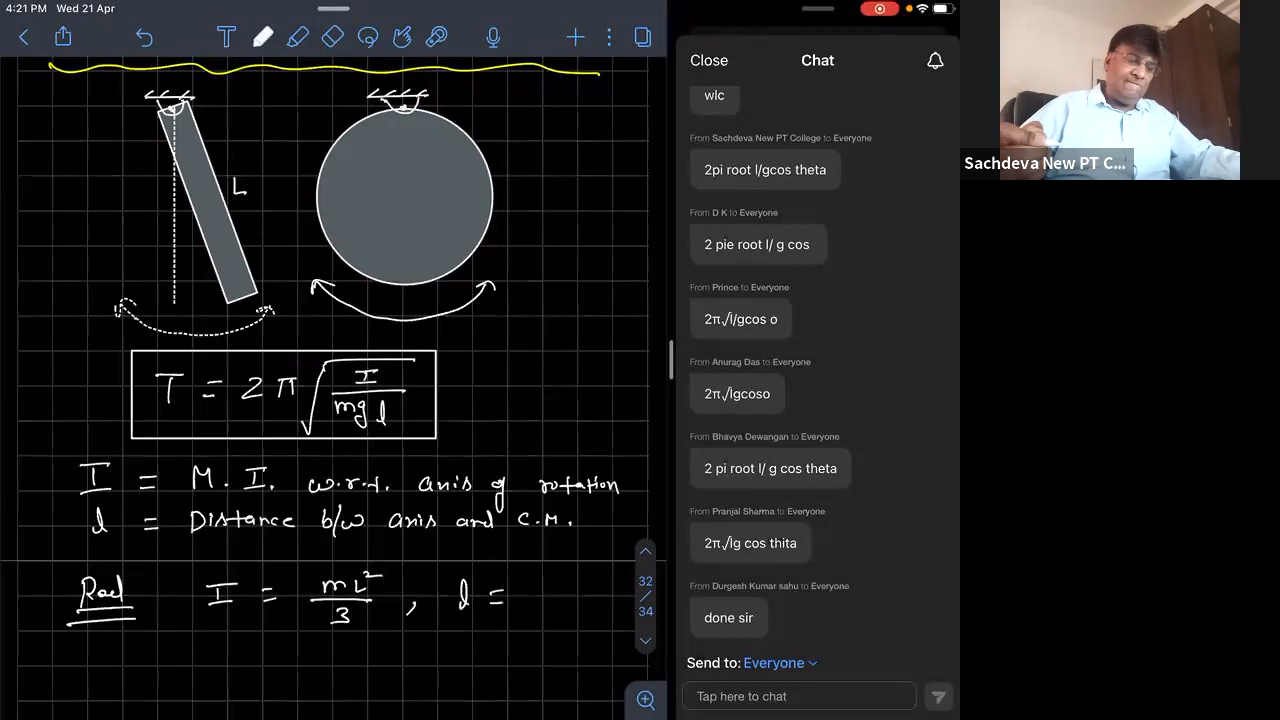 4:21 PM Wed 21 Apr
T
L
T = 2π√(I/mgl)
I = M.I. w.r.t. axis of rotation
l = Distance b/w axis and C.M.
Rod I = mL²/3 , l =
32
/
34
Close
Chat
wlc
From Sachdeva New PT College to Everyone
2pi root l/gcos theta
From D K to Everyone
2 pie root l/ g cos
From Prince to Everyone
2π√l/gcos o
From Anurag Das to Everyone
2π√lgcoso
From Bhavya Dewangan to Everyone
2 pi root l/ g cos theta
From Pranjal Sharma to Everyone
2π√lg cos thita
From Durgesh Kumar sahu to Everyone
done sir
Send to: Everyone
Tap here to chat
Sachdeva New PT C...